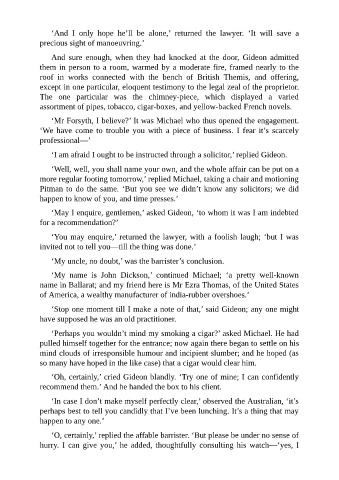 ‘And I only hope he’ll be alone,’ returned the lawyer. ‘It will save a
precious sight of manoeuvring.’
And sure enough, when they had knocked at the door, Gideon admitted
them in person to a room, warmed by a moderate fire, framed nearly to the
roof in works connected with the bench of British Themis, and offering,
except in one particular, eloquent testimony to the legal zeal of the proprietor.
The one particular was the chimney-piece, which displayed a varied
assortment of pipes, tobacco, cigar-boxes, and yellow-backed French novels.
‘Mr Forsyth, I believe?’ It was Michael who thus opened the engagement.
‘We have come to trouble you with a piece of business. I fear it’s scarcely
professional—’
‘I am afraid I ought to be instructed through a solicitor,’ replied Gideon.
‘Well, well, you shall name your own, and the whole affair can be put on a
more regular footing tomorrow,’ replied Michael, taking a chair and motioning
Pitman to do the same. ‘But you see we didn’t know any solicitors; we did
happen to know of you, and time presses.’
‘May I enquire, gentlemen,’ asked Gideon, ‘to whom it was I am indebted
for a recommendation?’
‘You may enquire,’ returned the lawyer, with a foolish laugh; ‘but I was
invited not to tell you—till the thing was done.’
‘My uncle, no doubt,’ was the barrister’s conclusion.
‘My name is John Dickson,’ continued Michael; ‘a pretty well-known
name in Ballarat; and my friend here is Mr Ezra Thomas, of the United States
of America, a wealthy manufacturer of india-rubber overshoes.’
‘Stop one moment till I make a note of that,’ said Gideon; any one might
have supposed he was an old practitioner.
‘Perhaps you wouldn’t mind my smoking a cigar?’ asked Michael. He had
pulled himself together for the entrance; now again there began to settle on his
mind clouds of irresponsible humour and incipient slumber; and he hoped (as
so many have hoped in the like case) that a cigar would clear him.
‘Oh, certainly,’ cried Gideon blandly. ‘Try one of mine; I can confidently
recommend them.’ And he handed the box to his client.
‘In case I don’t make myself perfectly clear,’ observed the Australian, ‘it’s
perhaps best to tell you candidly that I’ve been lunching. It’s a thing that may
happen to any one.’
‘O, certainly,’ replied the affable barrister. ‘But please be under no sense of
hurry. I can give you,’ he added, thoughtfully consulting his watch—‘yes, I